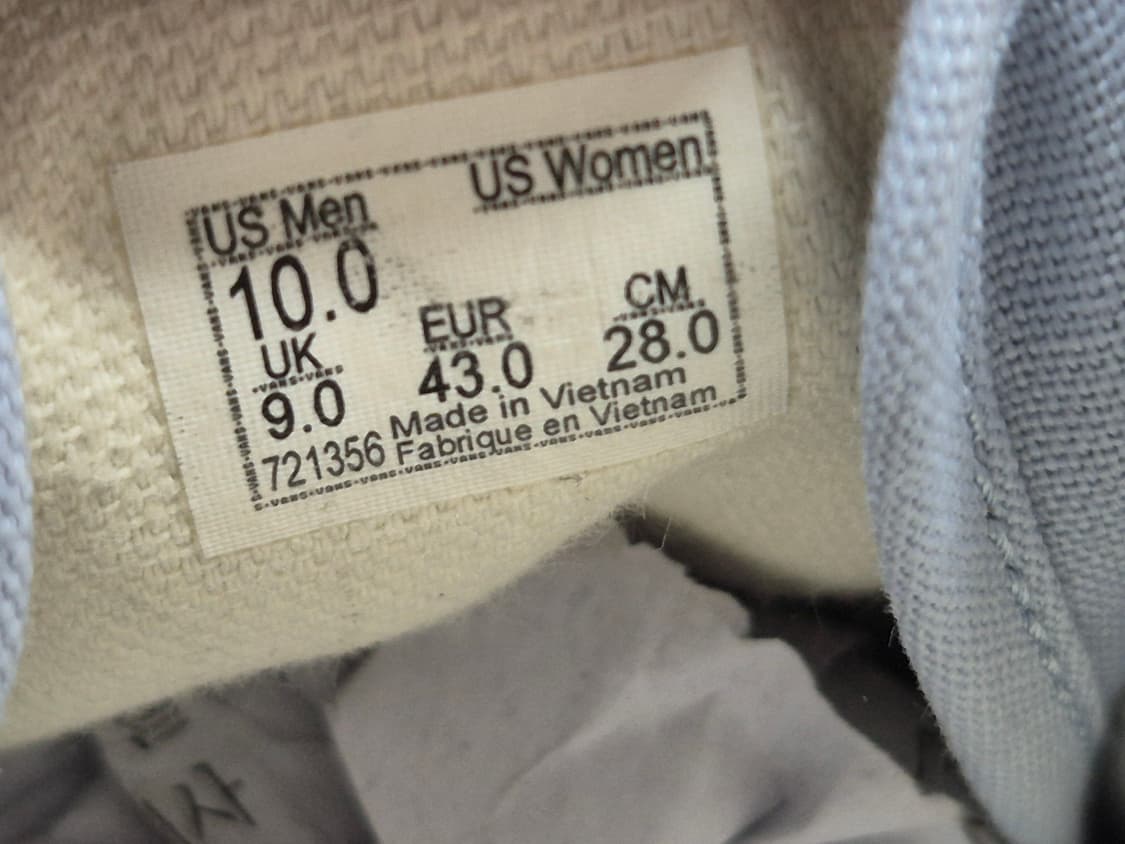 US Men US Women
10.0
UK EUR CM
9.0 43.0 28.0
721356 Made in Vietnam
Fabrique en Vietnam
사